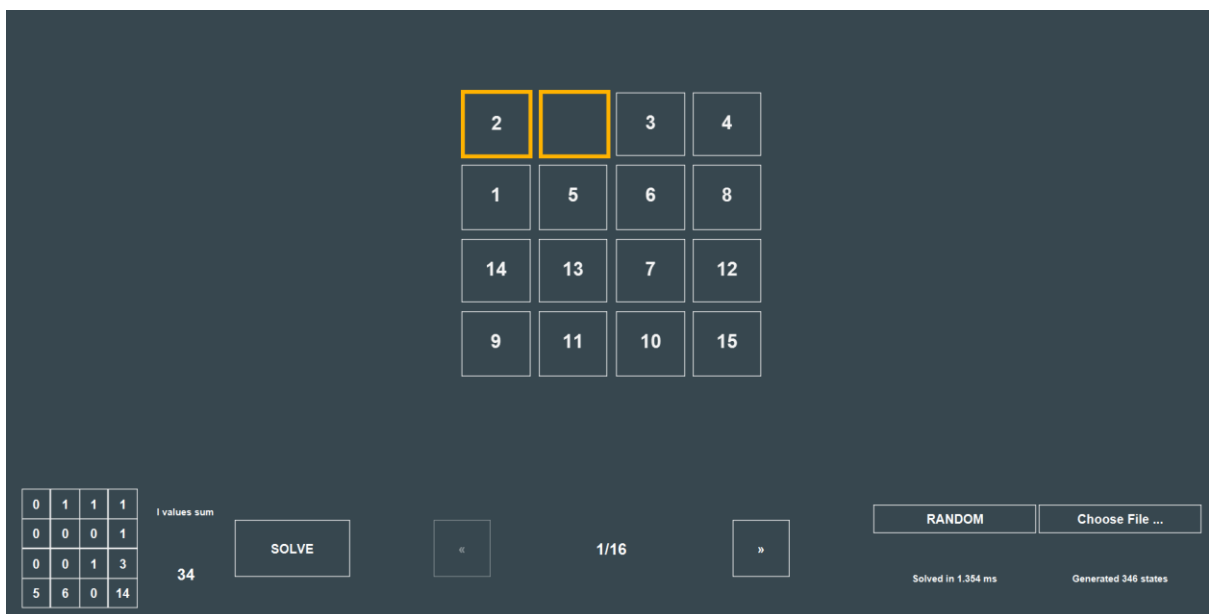 2 3 4
1 5 6 8
14 13 7 12
9 11 10 15
0 1 1 1
0 0 0 1
0 0 1 3
5 6 0 14
I values sum
34
SOLVE
«
1/16
»
RANDOM
Choose File ...
Solved in 1.354 ms
Generated 346 states